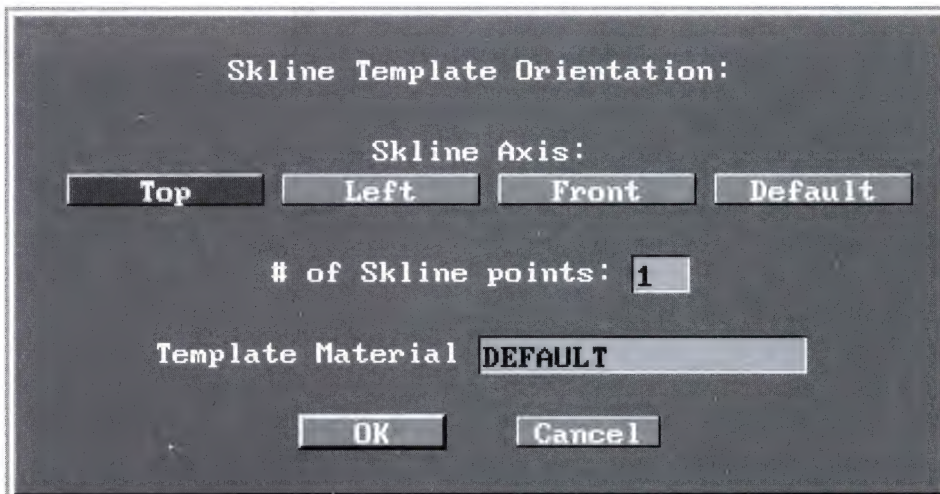 Skline Template Orientation:
Skline Axis:
Top Left Front Default
# of Skline points: 1
Template Material DEFAULT
OK Cancel